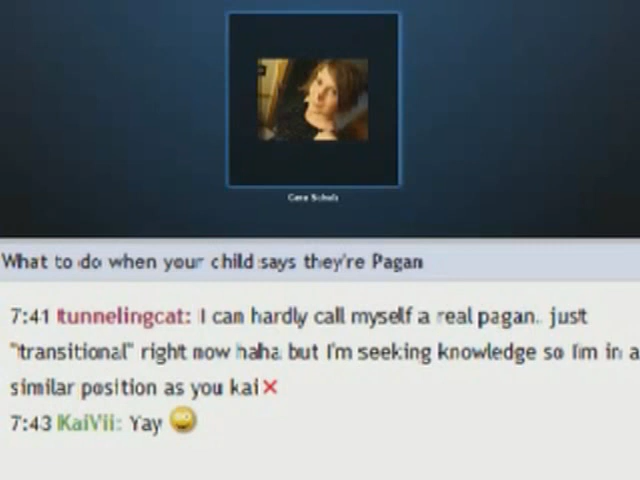 What to do when your child says they're Pagan
7:41 tunnelingcat: I can hardly call myself a real pagan. just
"transitional" right now haha but I'm seeking knowledge so I'm in a
similar position as you kai
7:43 KaiVii: Yay